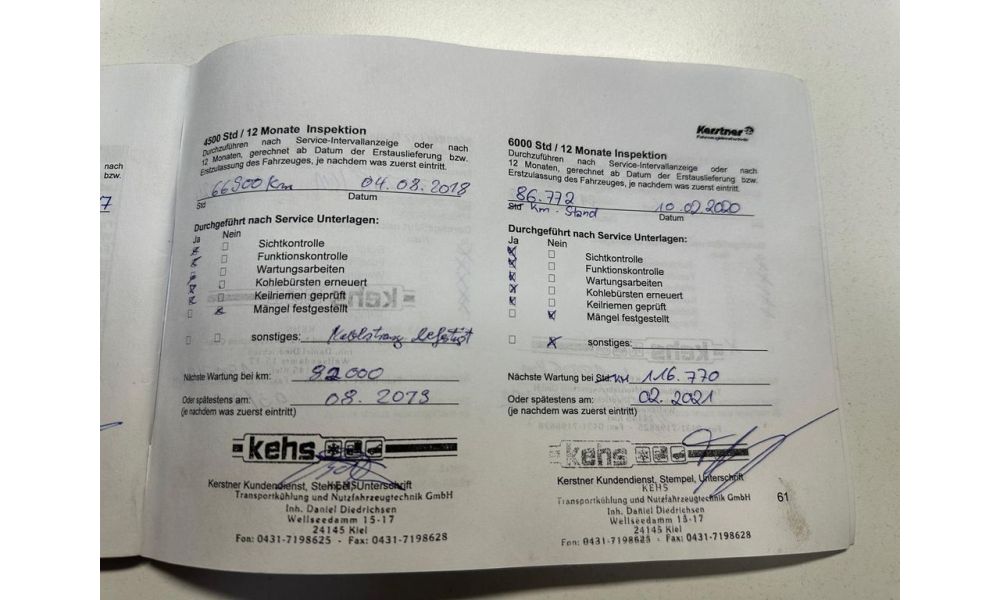 nach
bzw.
7
4500 Std / 12 Monate Inspektion
Durchzuführen nach Service-Intervallanzeige oder nach
12 Monaten, gerechnet ab Datum der Erstauslieferung bzw.
Erstzulassung des Fahrzeuges, je nachdem was zuerst eintritt.
66900 Km 04.08.2018
Std Datum
Durchgeführt nach Service Unterlagen:
Ja Nein
Sichtkontrolle
Funktionskontrolle
Wartungsarbeiten
Kohlebürsten erneuert
Keilriemen geprüft
Mängel festgestellt
sonstiges:
Nächste Wartung bei km: 92000
Oder spätestens am: 08. 2019
(je nachdem was zuerst eintritt)
kehs
Kerstner Kundendienst, Stempel, Unterschrift
KEHS
Transportkühlung und Nutzfahrzeugtechnik GmbH
Inh. Daniel Diedrichsen
Wellseedamm 15-17
24145 Kiel
Fon: 0431-7198625 - Fax: 0431-7198628
Kerstner
Fahrzeugkältetechnik
6000 Std / 12 Monate Inspektion
Durchzuführen nach Service-Intervallanzeige oder nach
12 Monaten, gerechnet ab Datum der Erstauslieferung bzw.
Erstzulassung des Fahrzeuges, je nachdem was zuerst eintritt.
86.772 10.02.2020
Std Km-Stand Datum
Durchgeführt nach Service Unterlagen:
Ja Nein
Sichtkontrolle
Funktionskontrolle
Wartungsarbeiten
Kohlebürsten erneuert
Keilriemen geprüft
Mängel festgestellt
sonstiges:
Nächste Wartung bei Std KM 116.770
Oder spätestens am: 02.2021
(je nachdem was zuerst eintritt)
kehs
Kerstner Kundendienst, Stempel, Unterschrift
KEHS
Transportkühlung und Nutzfahrzeugtechnik GmbH
Inh. Daniel Diedrichsen
Wellseedamm 15-17
24145 Kiel
Fon: 0431-7198625 - Fax: 0431-7198628
61